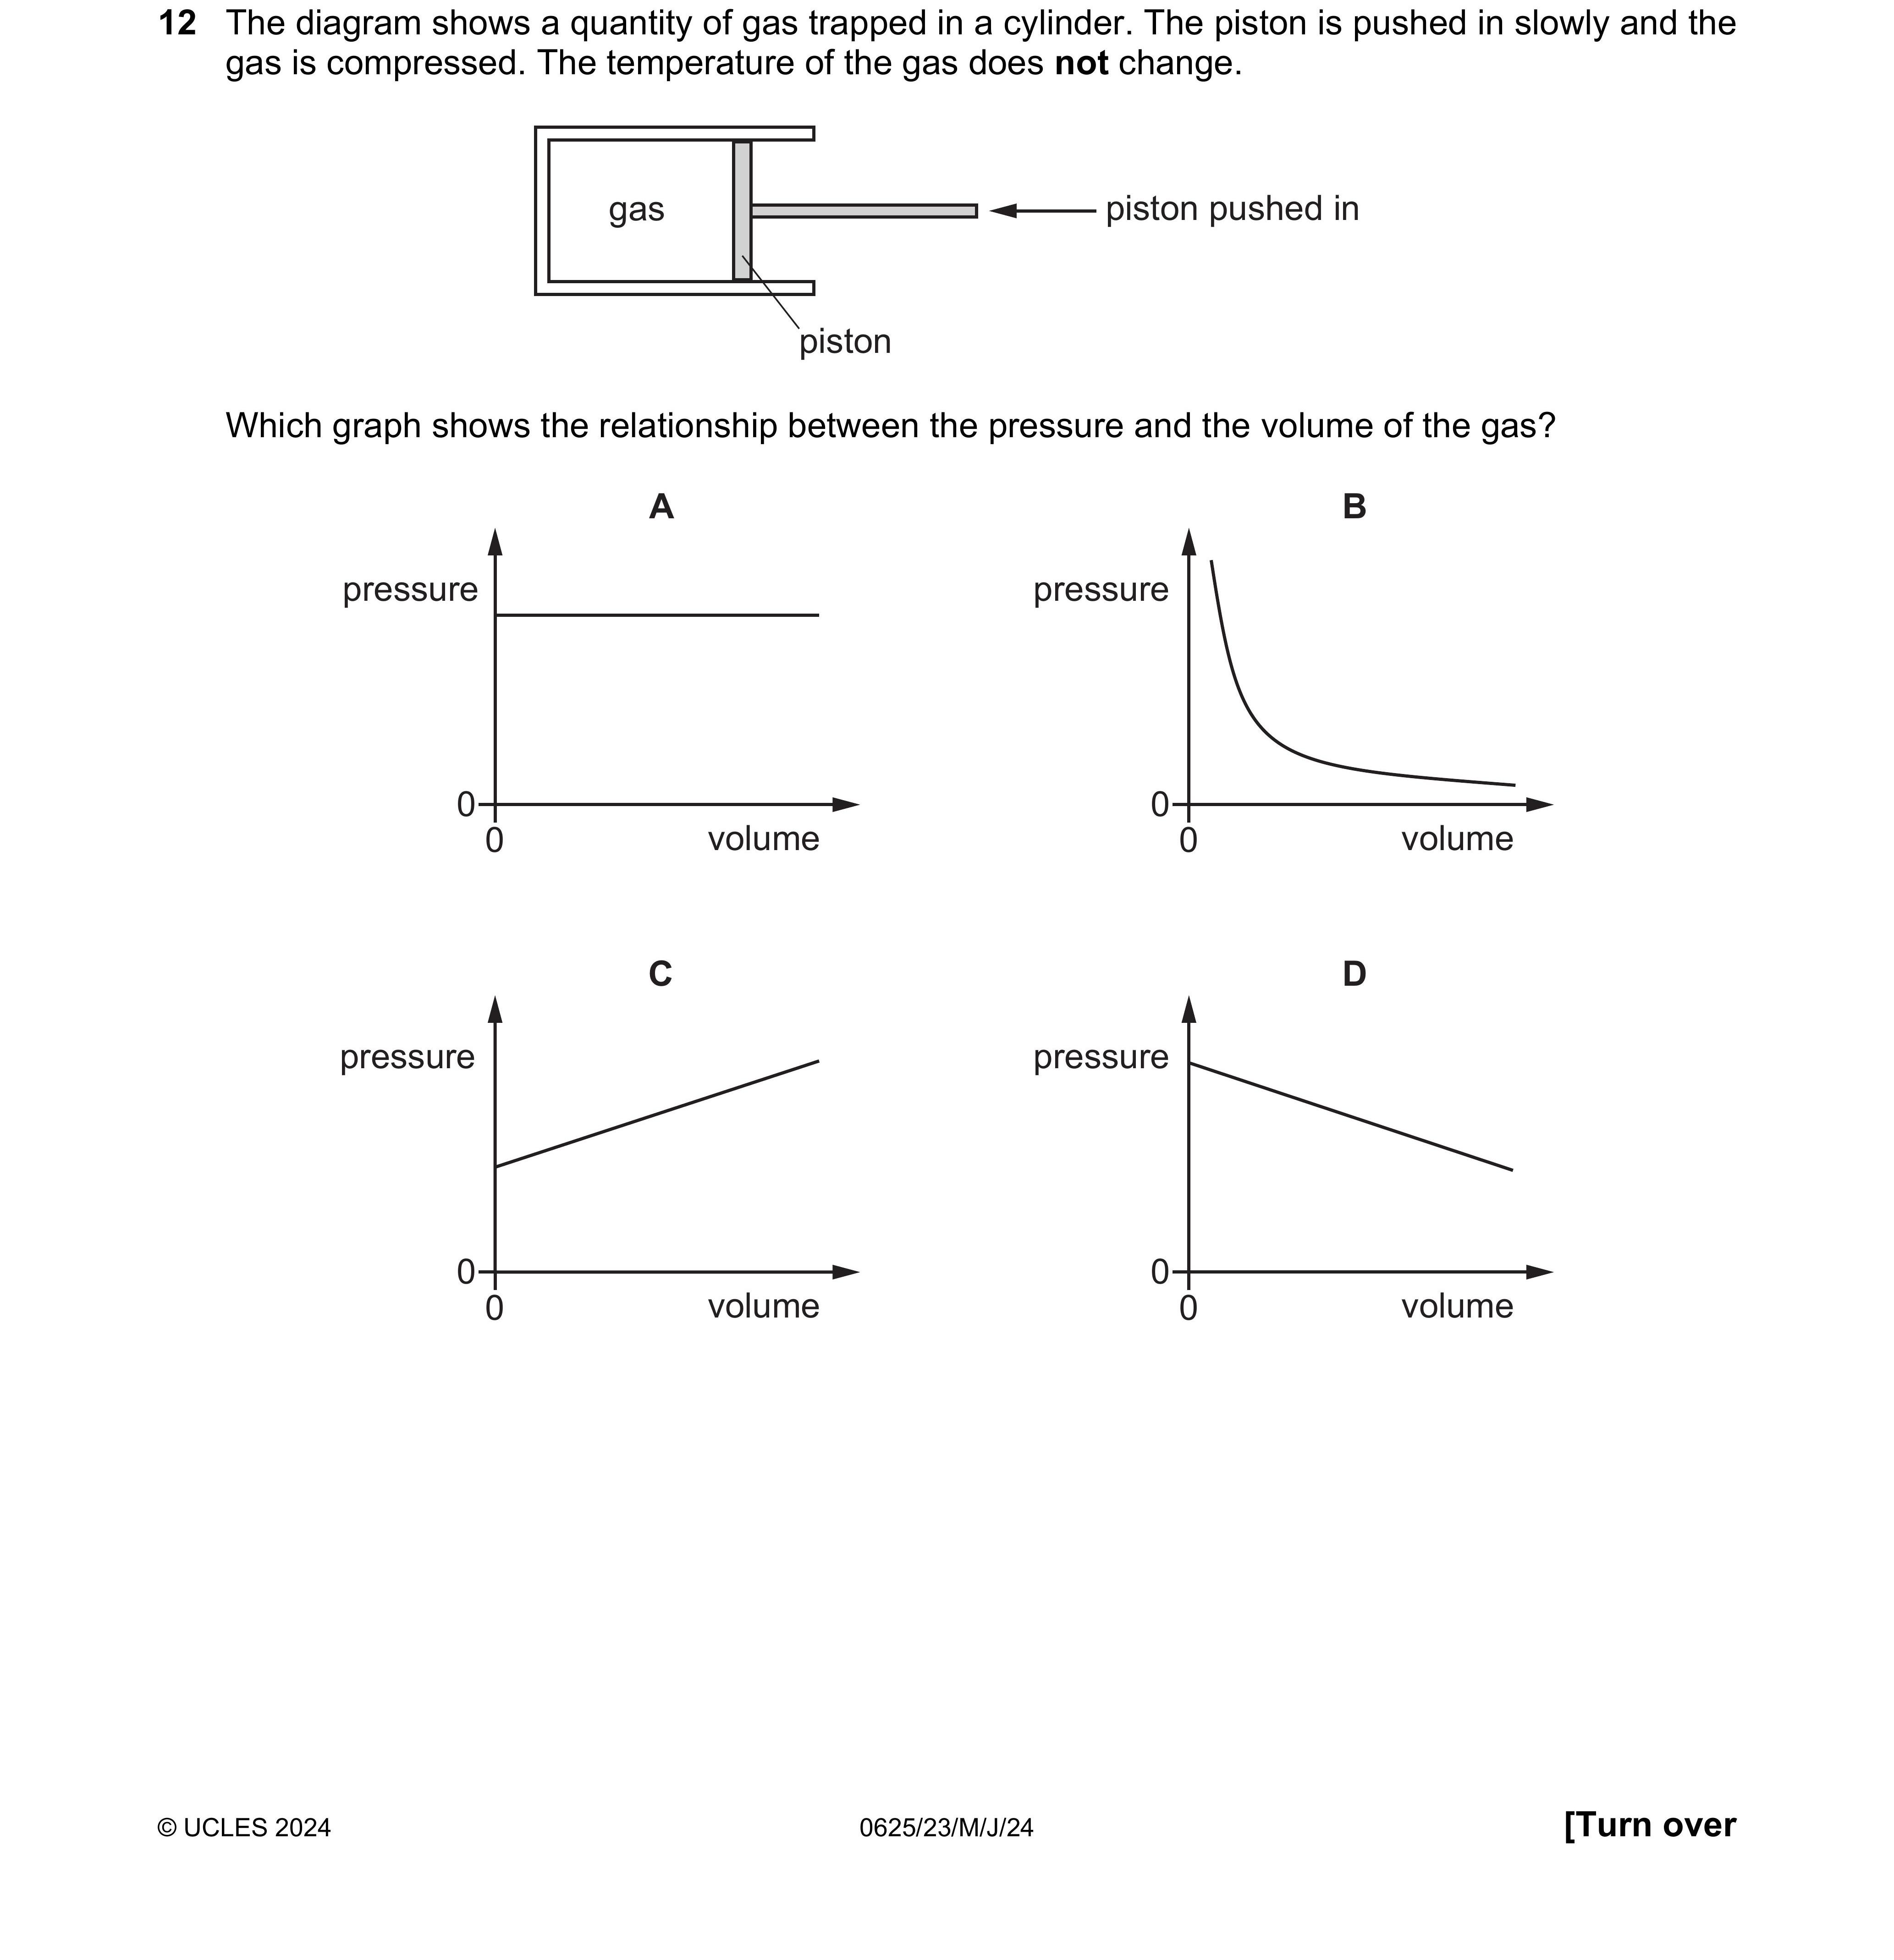 12 The diagram shows a quantity of gas trapped in a cylinder. The piston is pushed in slowly and the
gas is compressed. The temperature of the gas does not change.
gas
piston pushed in
piston
Which graph shows the relationship between the pressure and the volume of the gas?
A
pressure
0
0
volume
B
pressure
0
0
volume
C
pressure
0
0
volume
D
pressure
0
0
volume
© UCLES 2024
0625/23/M/J/24
[Turn over